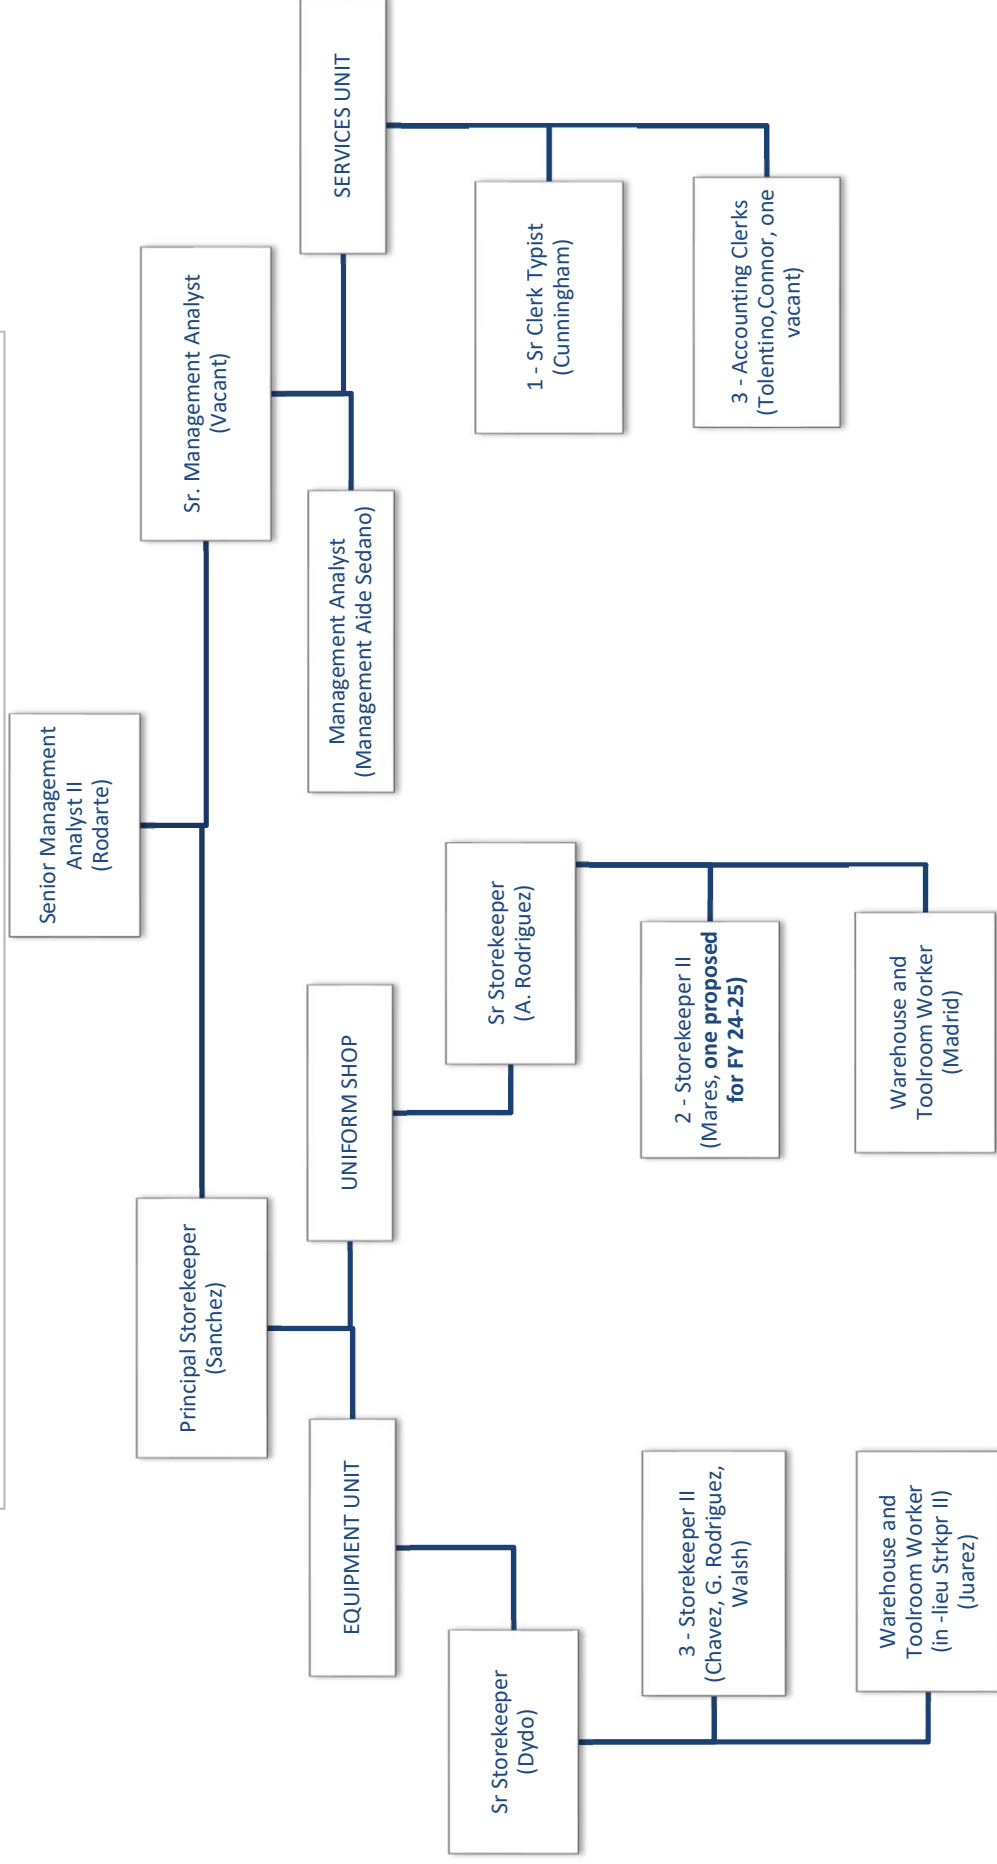 Senior Management
Analyst II
(Rodarte)
Principal Storekeeper
(Sanchez)
Sr. Management Analyst
(Vacant)
EQUIPMENT UNIT
UNIFORM SHOP
Management Analyst
(Management Aide Sedano)
SERVICES UNIT
Sr Storekeeper
(Dydo)
3 - Storekeeper II
(Chavez, G. Rodriguez,
Walsh)
Warehouse and
Toolroom Worker
(in -lieu Strkpr II)
(Juarez)
Sr Storekeeper
(A. Rodriguez)
2 - Storekeeper II
(Mares, one proposed
for FY 24-25)
Warehouse and
Toolroom Worker
(Madrid)
1 - Sr Clerk Typist
(Cunningham)
3 - Accounting Clerks
(Tolentino,Connor, one
vacant)